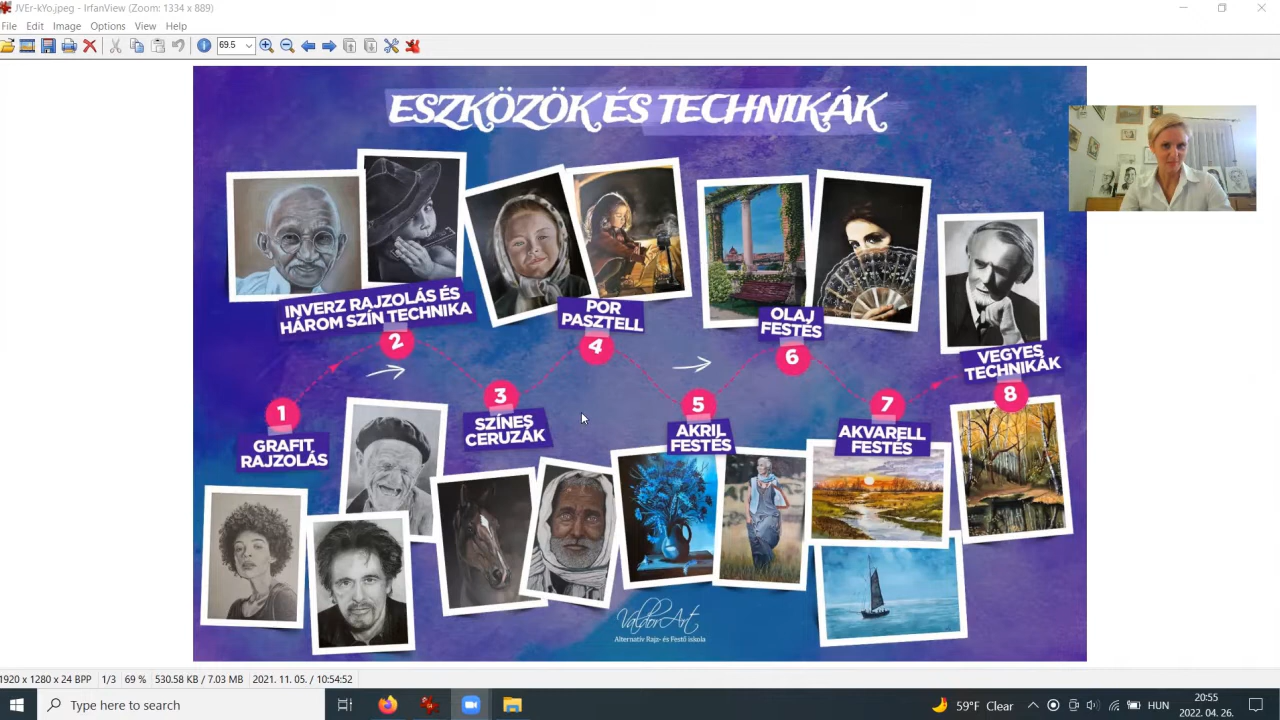 JVEr-kYo.jpeg - IrfanView (Zoom: 1334 x 889)
File Edit Image Options View Help
69.5
ESZKÖZÖK ÉS TECHNIKÁK
INVERZ RAJZOLÁS ÉS
HÁROM SZÍN TECHNIKA
2
POR
PASZTELL
4
OLAJ
FESTÉS
6
VEGYES
TECHNIKÁK
8
1
GRAFIT
RAJZOLÁS
3
SZÍNES
CERUZÁK
5
AKRIL
FESTÉS
7
AKVARELL
FESTÉS
ValdorArt
Alternatív Rajz- és Festő iskola
1920 x 1280 x 24 BPP 1/3 69 % 530.58 KB / 7.03 MB 2021. 11. 05. / 10:54:52
Type here to search
59°F Clear
HUN
20:55
2022. 04. 26.